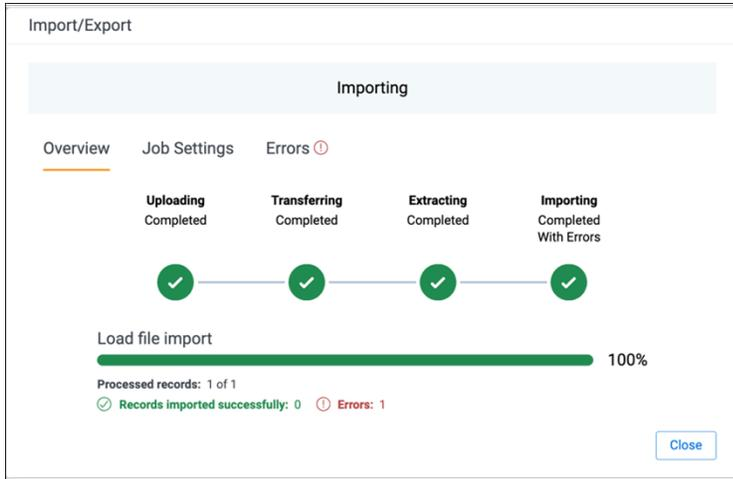 Import/Export
Importing
Overview Job Settings Errors
Uploading Transferring Extracting Importing
Completed Completed Completed Completed
With Errors
Load file import
100%
Processed records: 1 of 1
Records imported successfully: 0 Errors: 1
Close